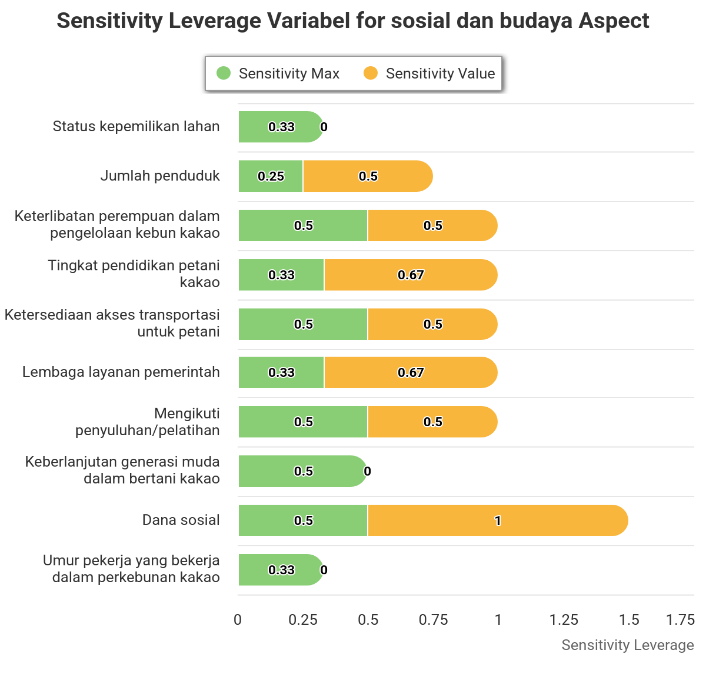 Sensitivity Leverage Variabel for sosial dan budaya Aspect
Sensitivity Max Sensitivity Value
Status kepemilikan lahan 0.33 0
Jumlah penduduk 0.25 0.5
Keterlibatan perempuan dalam
pengelolaan kebun kakao 0.5 0.5
Tingkat pendidikan petani
kakao 0.33 0.67
Ketersediaan akses transportasi
untuk petani 0.5 0.5
Lembaga layanan pemerintah 0.33 0.67
Mengikuti
penyuluhan/pelatihan 0.5 0.5
Keberlanjutan generasi muda
dalam bertani kakao 0.5 0
Dana sosial 0.5 1
Umur pekerja yang bekerja
dalam perkebunan kakao 0.33 0
0 0.25 0.5 0.75 1 1.25 1.5 1.75
Sensitivity Leverage